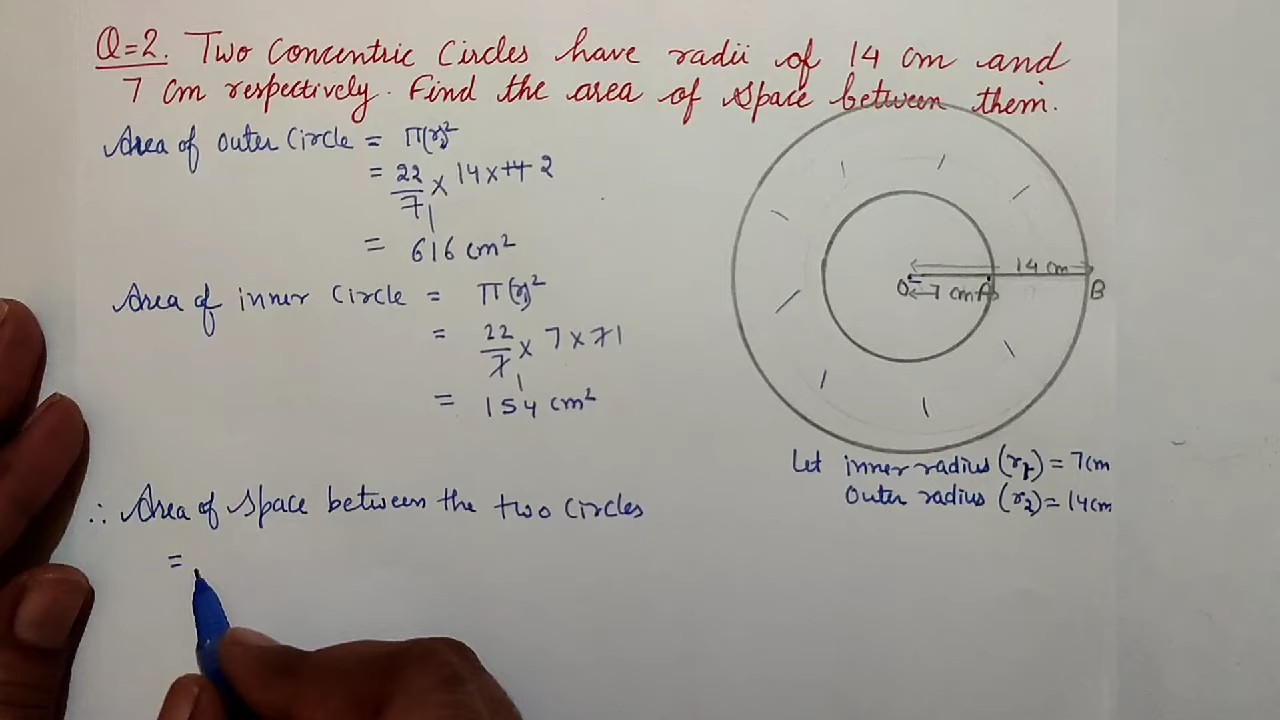 Q=2. Two Concentric Circles have radii of 14 cm and
7 cm respectively. Find the area of space between them.
Area of Outer Circle = π(r)²
= 22/7 × 14 × 14 2
1
= 616 cm²
Area of inner Circle = π(r)²
= 22/7 × 7 × 7 1
1
= 154 cm²
14 cm
O 7 cm A B
Let inner radius (r₁) = 7cm
Outer radius (r₂) = 14cm
∴ Area of space between the two circles
=